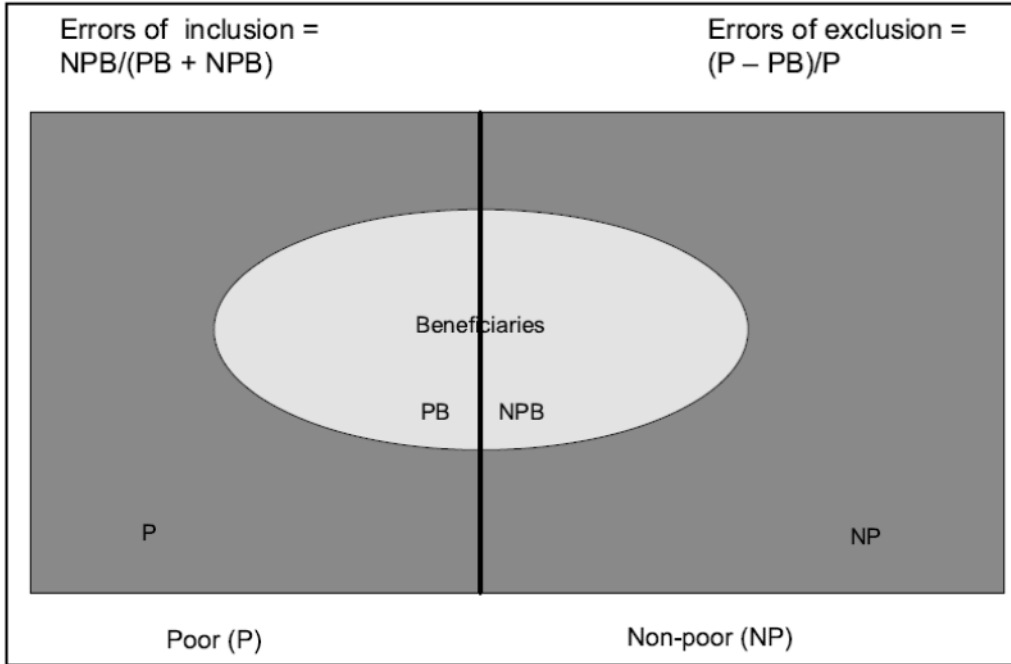 Errors of inclusion =
NPB/(PB + NPB)
Errors of exclusion =
(P – PB)/P
Beneficiaries
PB
NPB
P
NP
Poor (P)
Non-poor (NP)